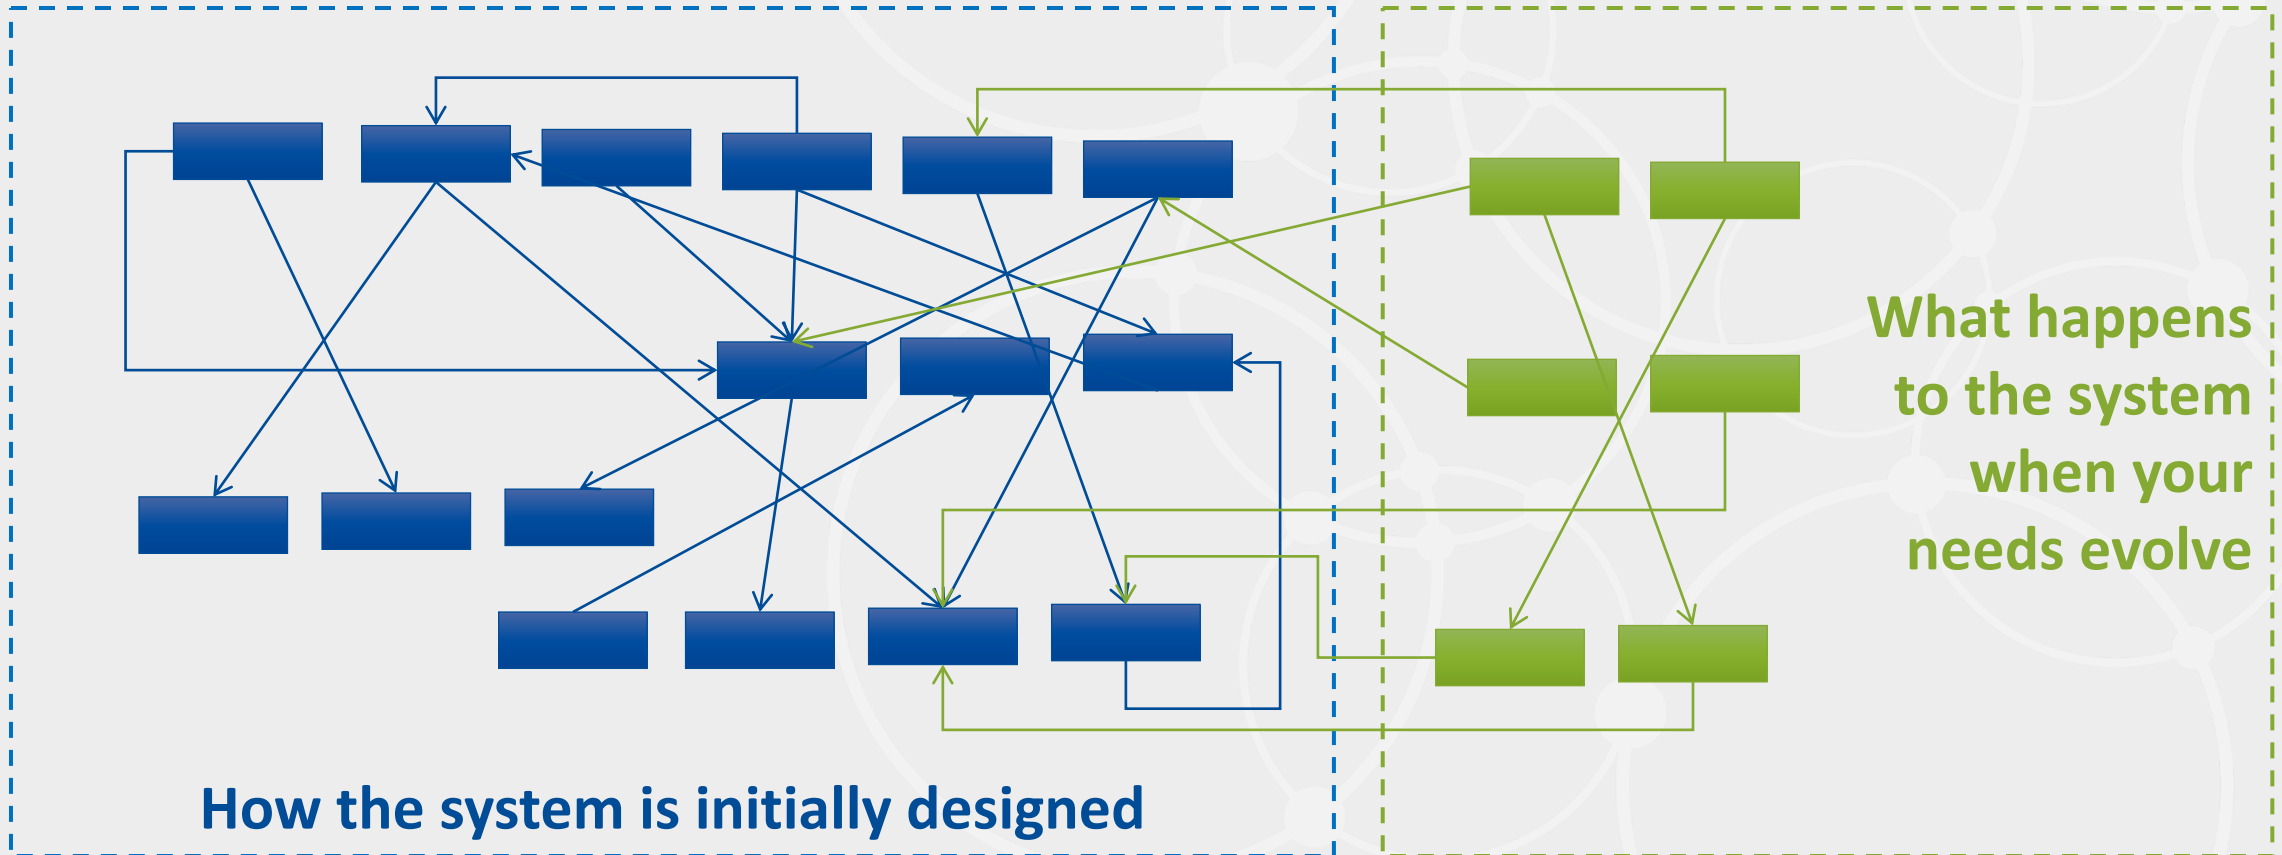 What happens
to the system
when your
needs evolve
How the system is initially designed